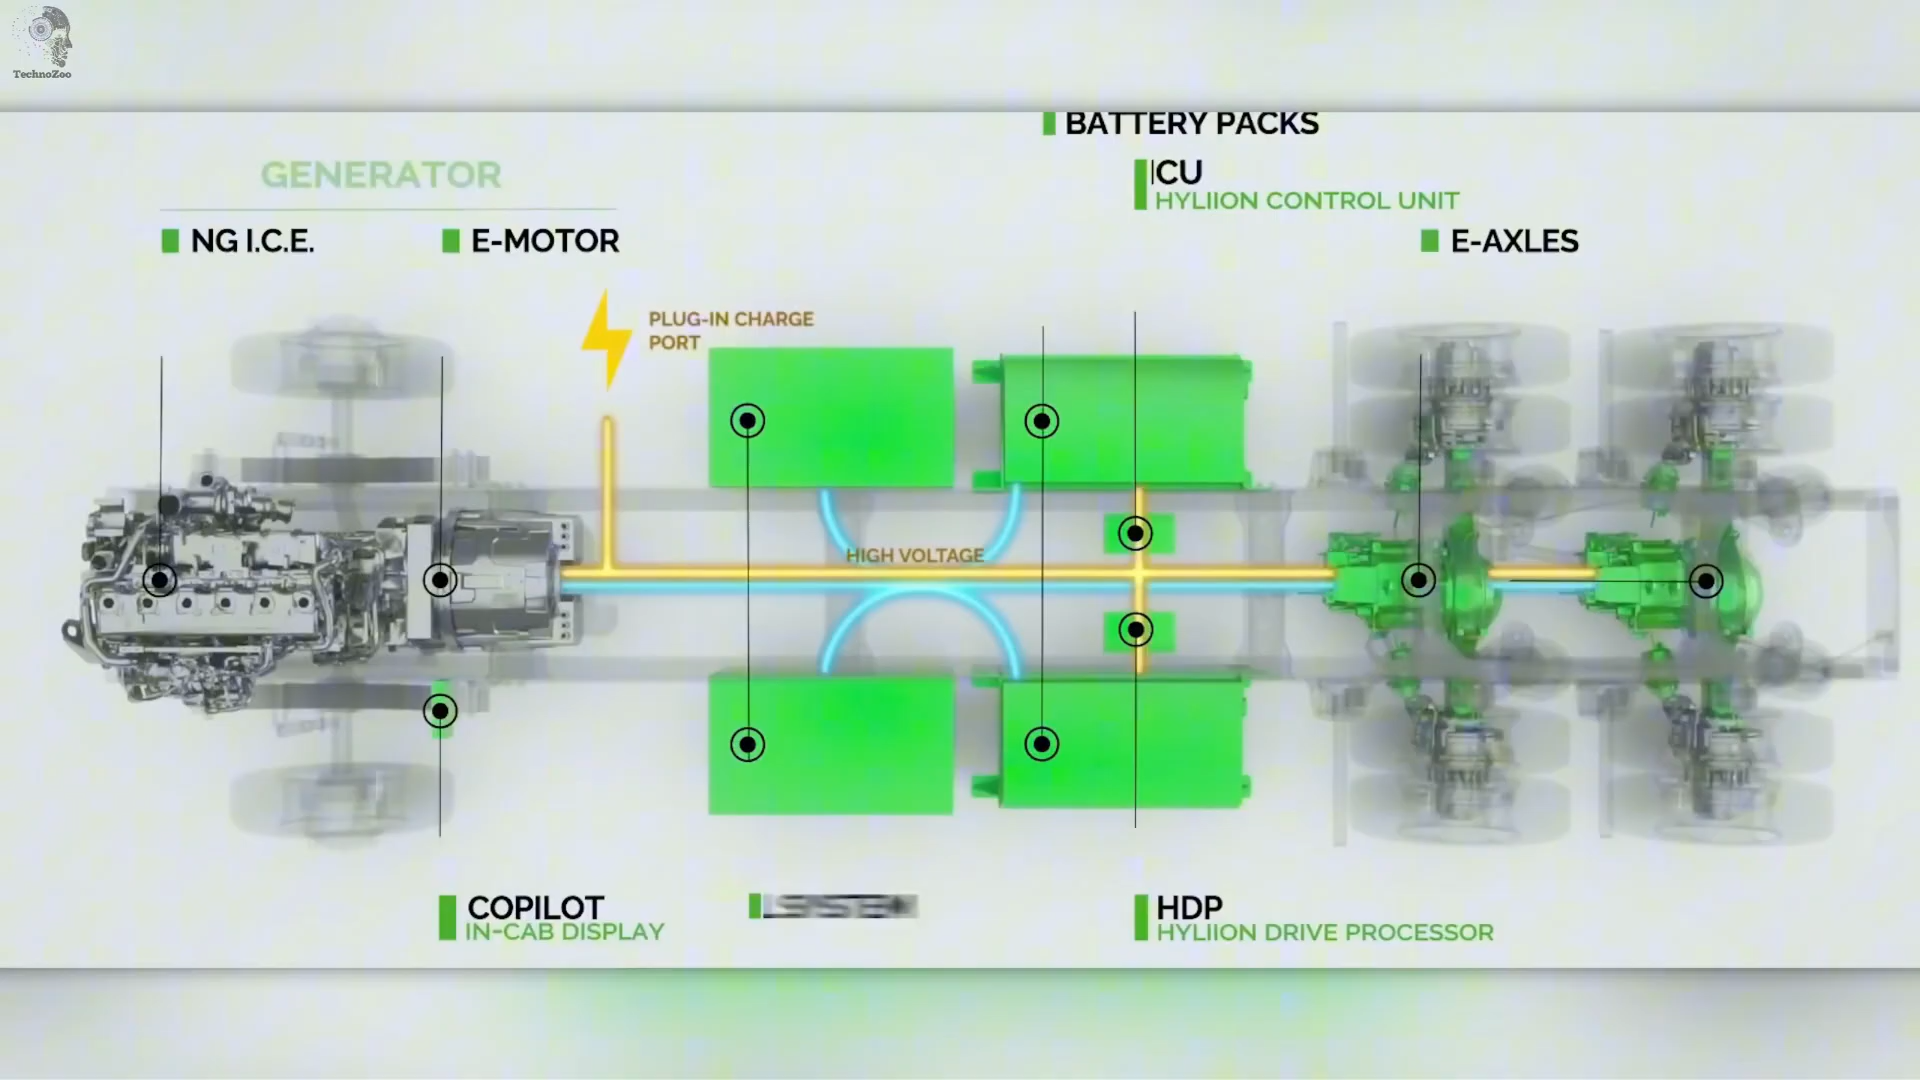 TechnoZoo
BATTERY PACKS
GENERATOR
CU
HYLIION CONTROL UNIT
NG I.C.E.
E-MOTOR
E-AXLES
PLUG-IN CHARGE
PORT
HIGH VOLTAGE
COPILOT
IN-CAB DISPLAY
HDP
HYLIION DRIVE PROCESSOR